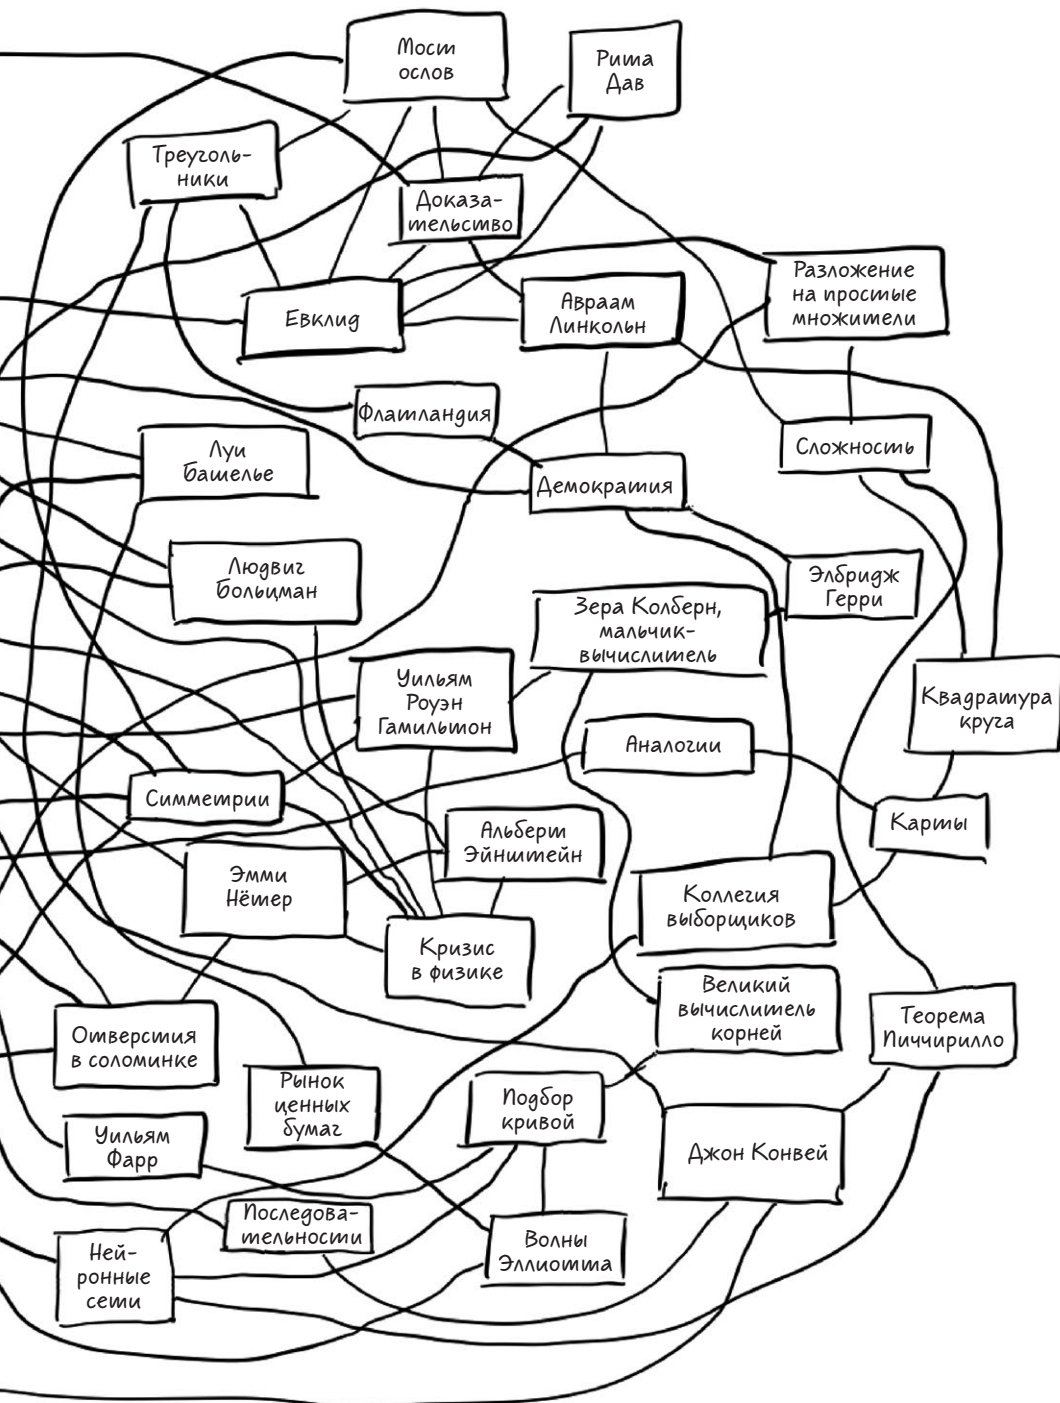 Мост
ослов
Рита
Дав
Треуголь-
ники
Доказа-
тельство
Евклид
Авраам
Линкольн
Разложение
на простые
множители
Флатландия
Сложность
Луи
Башелье
Демократия
Людвиг
Больцман
Элбридж
Герри
Зера Колберн,
мальчик-
вычислитель
Уильям
Роуэн
Гамильтон
Квадратура
круга
Аналогии
Симметрии
Карты
Альберт
Эйнштейн
Эмми
Нётер
Коллегия
выборщиков
Кризис
в физике
Великий
вычислитель
корней
Теорема
Пиччирилло
Отверстия
в соломинке
Рынок
ценных
бумаг
Подбор
кривой
Уильям
Фарр
Джон Конвей
Последова-
тельности
Ней-
ронные
сети
Волны
Эллиотта